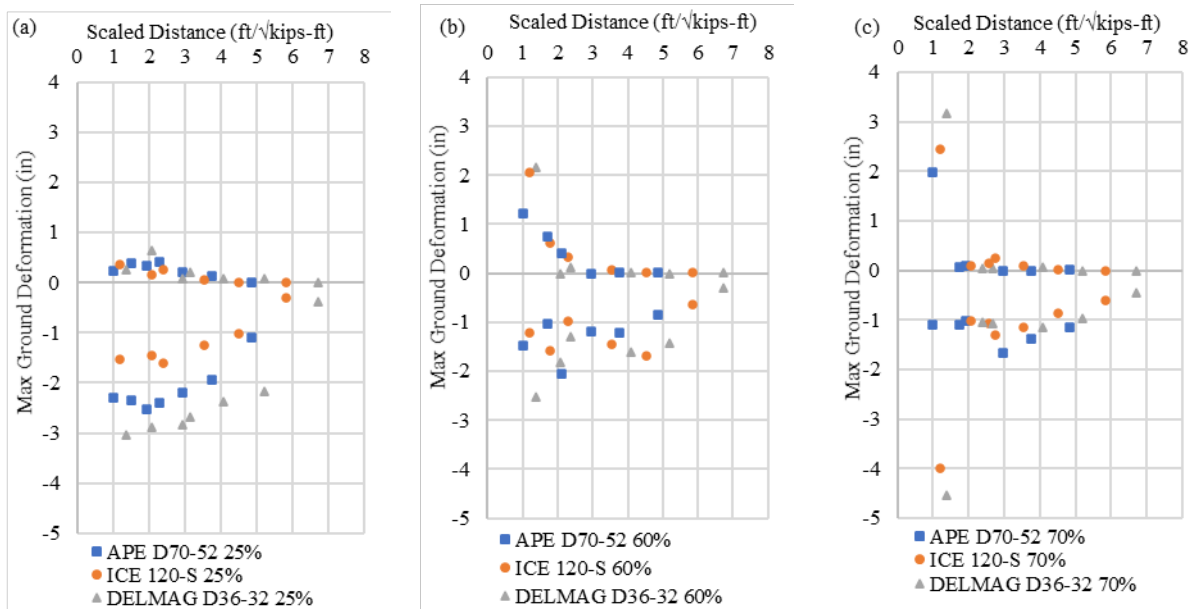 (a)
Scaled Distance (ft/√kips-ft)
0 1 2 3 4 5 6 7 8
4
3
2
1
0
-1
-2
-3
-4
-5
Max Ground Deformation (in)
APE D70-52 25%
ICE 120-S 25%
DELMAG D36-32 25%
(b)
Scaled Distance (ft/√kips-ft)
0 1 2 3 4 5 6 7 8
4
3
2
1
0
-1
-2
-3
-4
-5
Max Ground Deformation (in)
APE D70-52 60%
ICE 120-S 60%
DELMAG D36-32 60%
(c)
Scaled Distance (ft/√kips-ft)
0 1 2 3 4 5 6 7 8
4
3
2
1
0
-1
-2
-3
-4
-5
Max Ground Deformation (in)
APE D70-52 70%
ICE 120-S 70%
DELMAG D36-32 70%